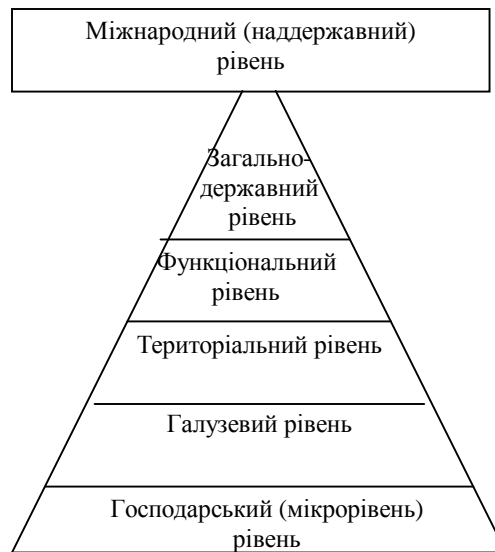 Міжнародний (наддержавний)
рівень
Загально-
державний
рівень
Функціональний
рівень
Територіальний рівень
Галузевий рівень
Господарський (мікрорівень)
рівень